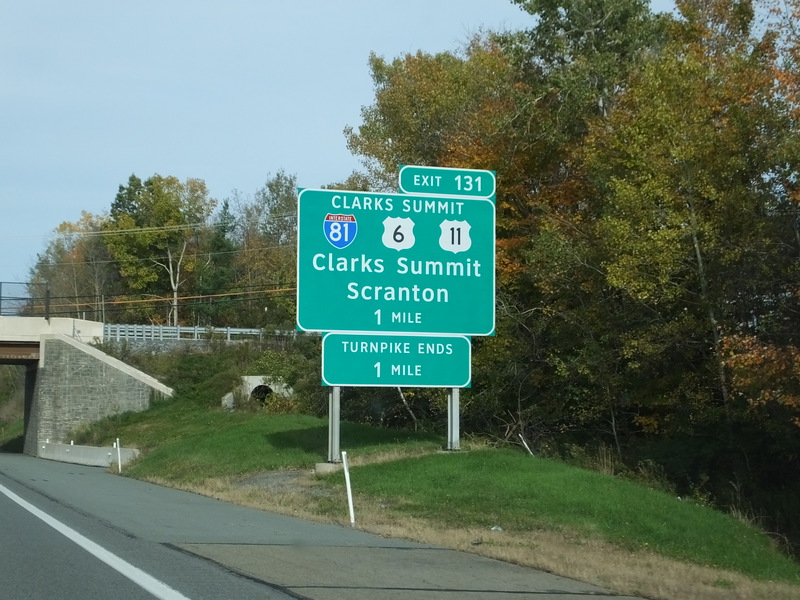 EXIT 131
CLARKS SUMMIT
INTERSTATE
81 6 11
Clarks Summit
Scranton
1 MILE
TURNPIKE ENDS
1 MILE